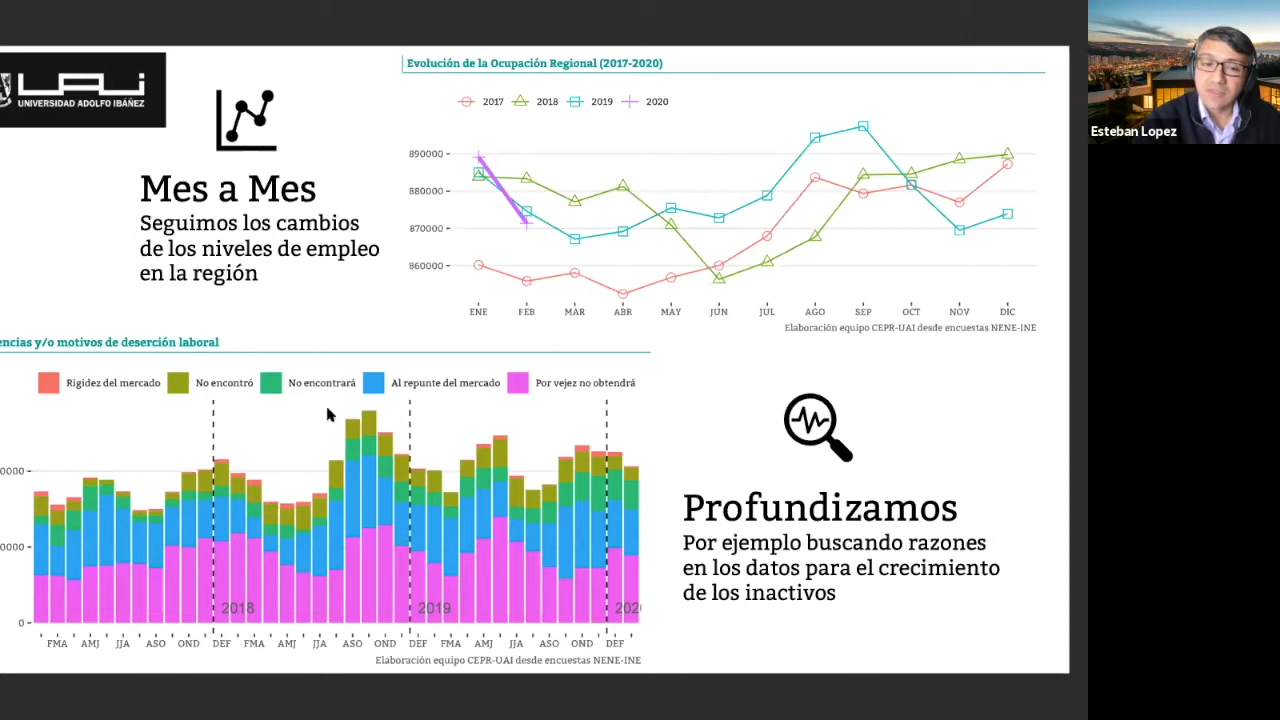 UAi
UNIVERSIDAD ADOLFO IBÁÑEZ
Mes a Mes
Seguimos los cambios
de los niveles de empleo
en la región
Evolución de la Ocupación Regional (2017-2020)
2017 2018 2019 2020
890000
880000
870000
860000
ENE FEB MAR ABR MAY JUN JUL AGO SEP OCT NOV DIC
Elaboración equipo CEPR-UAI desde encuestas NENE-INE
Esteban Lopez
encias y/o motivos de deserción laboral
Rigidez del mercado No encontró No encontrará Al repunte del mercado Por vejez no obtendrá
0000
0000
0
2018 2019 202
FMA AMJ JJA ASO OND DEF FMA AMJ JJA ASO OND DEF FMA AMJ JJA ASO OND DEF
Elaboración equipo CEPR-UAI desde encuestas NENE-INE
Profundizamos
Por ejemplo buscando razones
en los datos para el crecimiento
de los inactivos